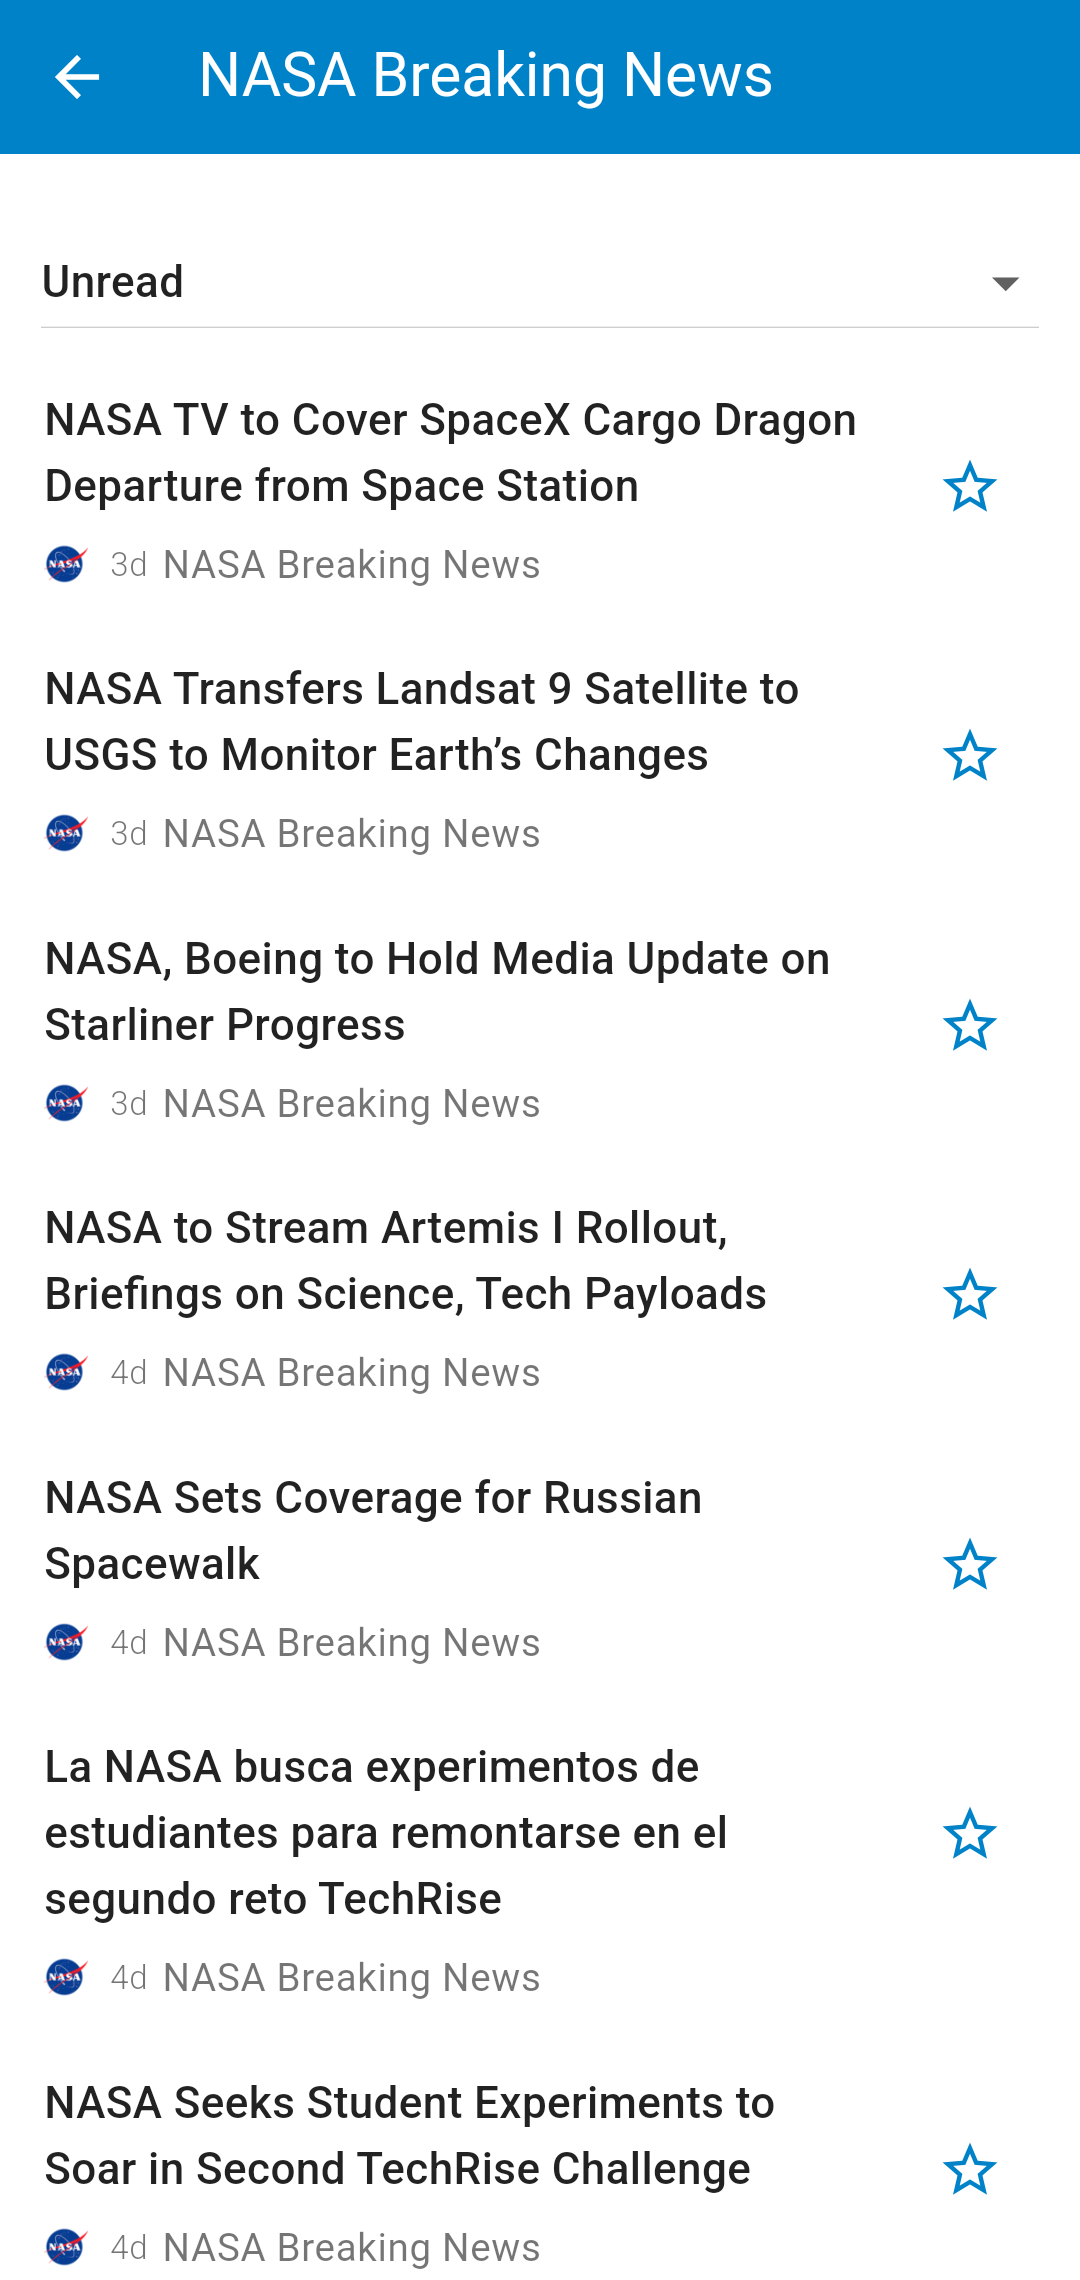 NASA Breaking News
Unread
NASA TV to Cover SpaceX Cargo Dragon
Departure from Space Station
NASA 3d NASA Breaking News
NASA Transfers Landsat 9 Satellite to
USGS to Monitor Earth’s Changes
NASA 3d NASA Breaking News
NASA, Boeing to Hold Media Update on
Starliner Progress
NASA 3d NASA Breaking News
NASA to Stream Artemis I Rollout,
Briefings on Science, Tech Payloads
NASA 4d NASA Breaking News
NASA Sets Coverage for Russian
Spacewalk
NASA 4d NASA Breaking News
La NASA busca experimentos de
estudiantes para remontarse en el
segundo reto TechRise
NASA 4d NASA Breaking News
NASA Seeks Student Experiments to
Soar in Second TechRise Challenge
NASA 4d NASA Breaking News